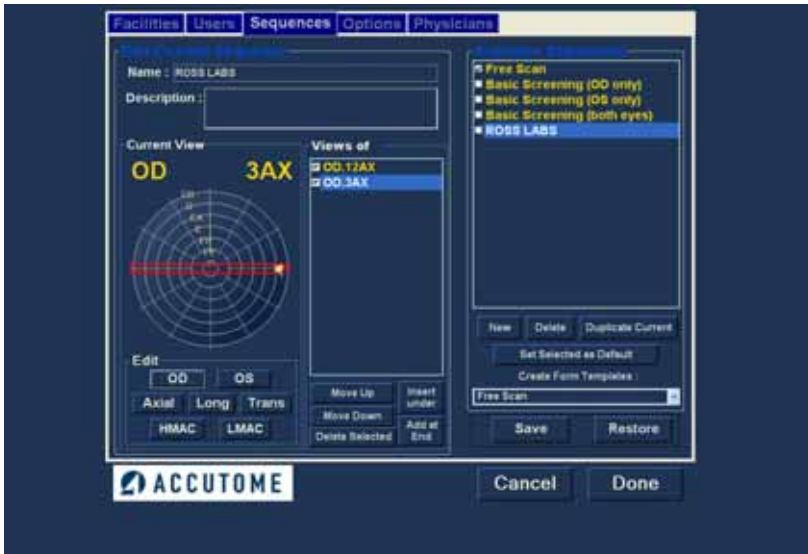 Facilities Users Sequences Options Physicians
Name : ROSS LABS
Description :
Current View
OD 3AX
Views of
OD.12AX
OD.3AX
Free Scan
Basic Screening (OD only)
Basic Screening (OS only)
Basic Screening (both eyes)
ROSS LABS
New Delete Duplicate Current
Set Selected as Default
Create Form Templates :
Free Scan
Save Restore
Edit
OD OS
Axial Long Trans
HMAC LMAC
Move Up
Insert under
Move Down
Add at End
Delete Selected
ACCUTOME
Cancel Done